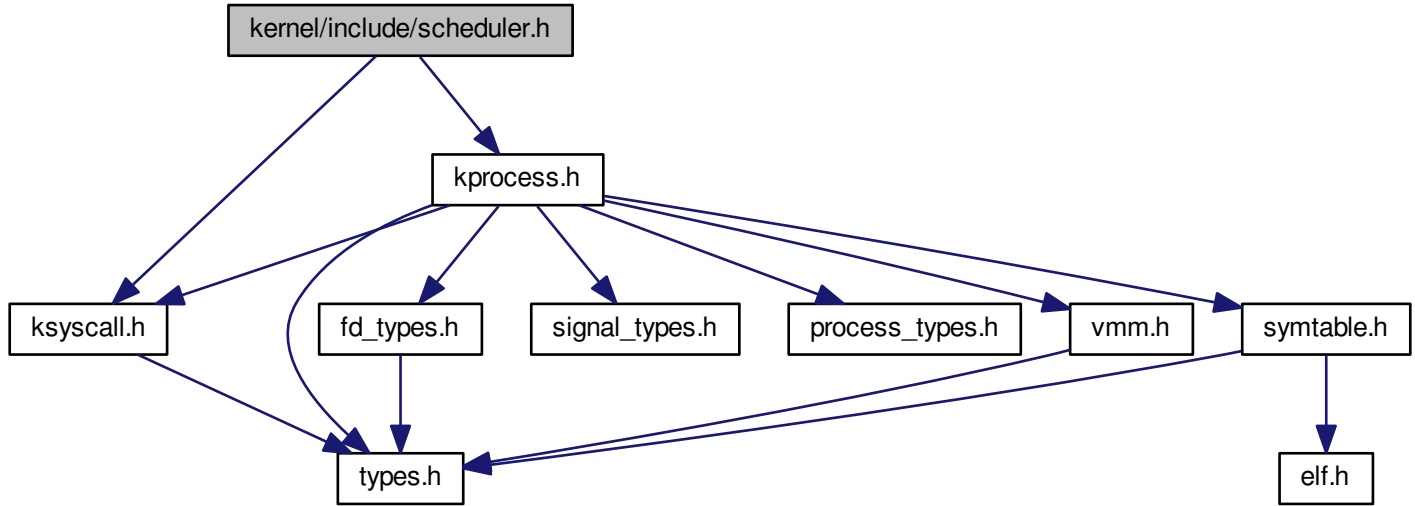 kernel/include/scheduler.h
kprocess.h
ksyscall.h
fd_types.h
signal_types.h
process_types.h
vmm.h
symtable.h
types.h
elf.h